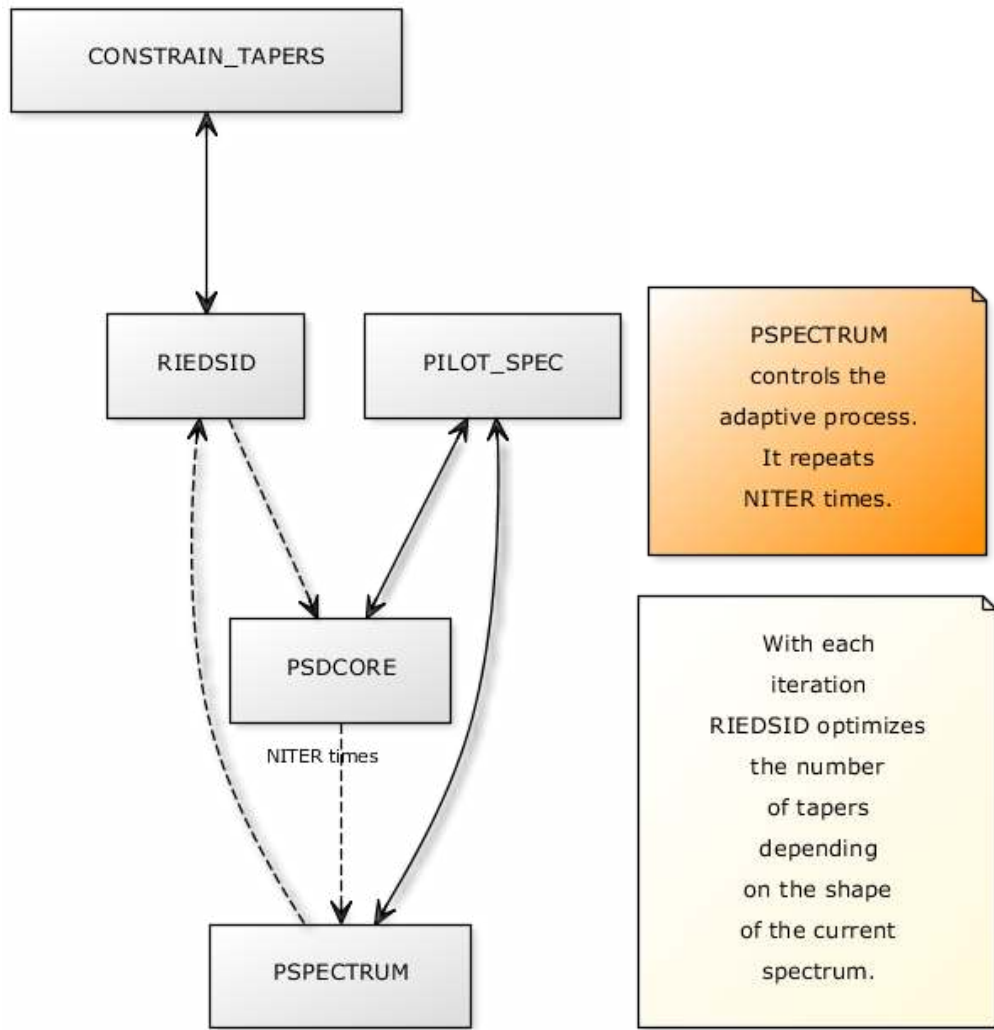 CONSTRAIN_TAPERS
RIEDSID
PILOT_SPEC
PSPECTRUM
controls the
adaptive process.
It repeats
NITER times.
PSDCORE
NITER times
With each
iteration
RIEDSID optimizes
the number
of tapers
depending
on the shape
of the current
spectrum.
PSPECTRUM